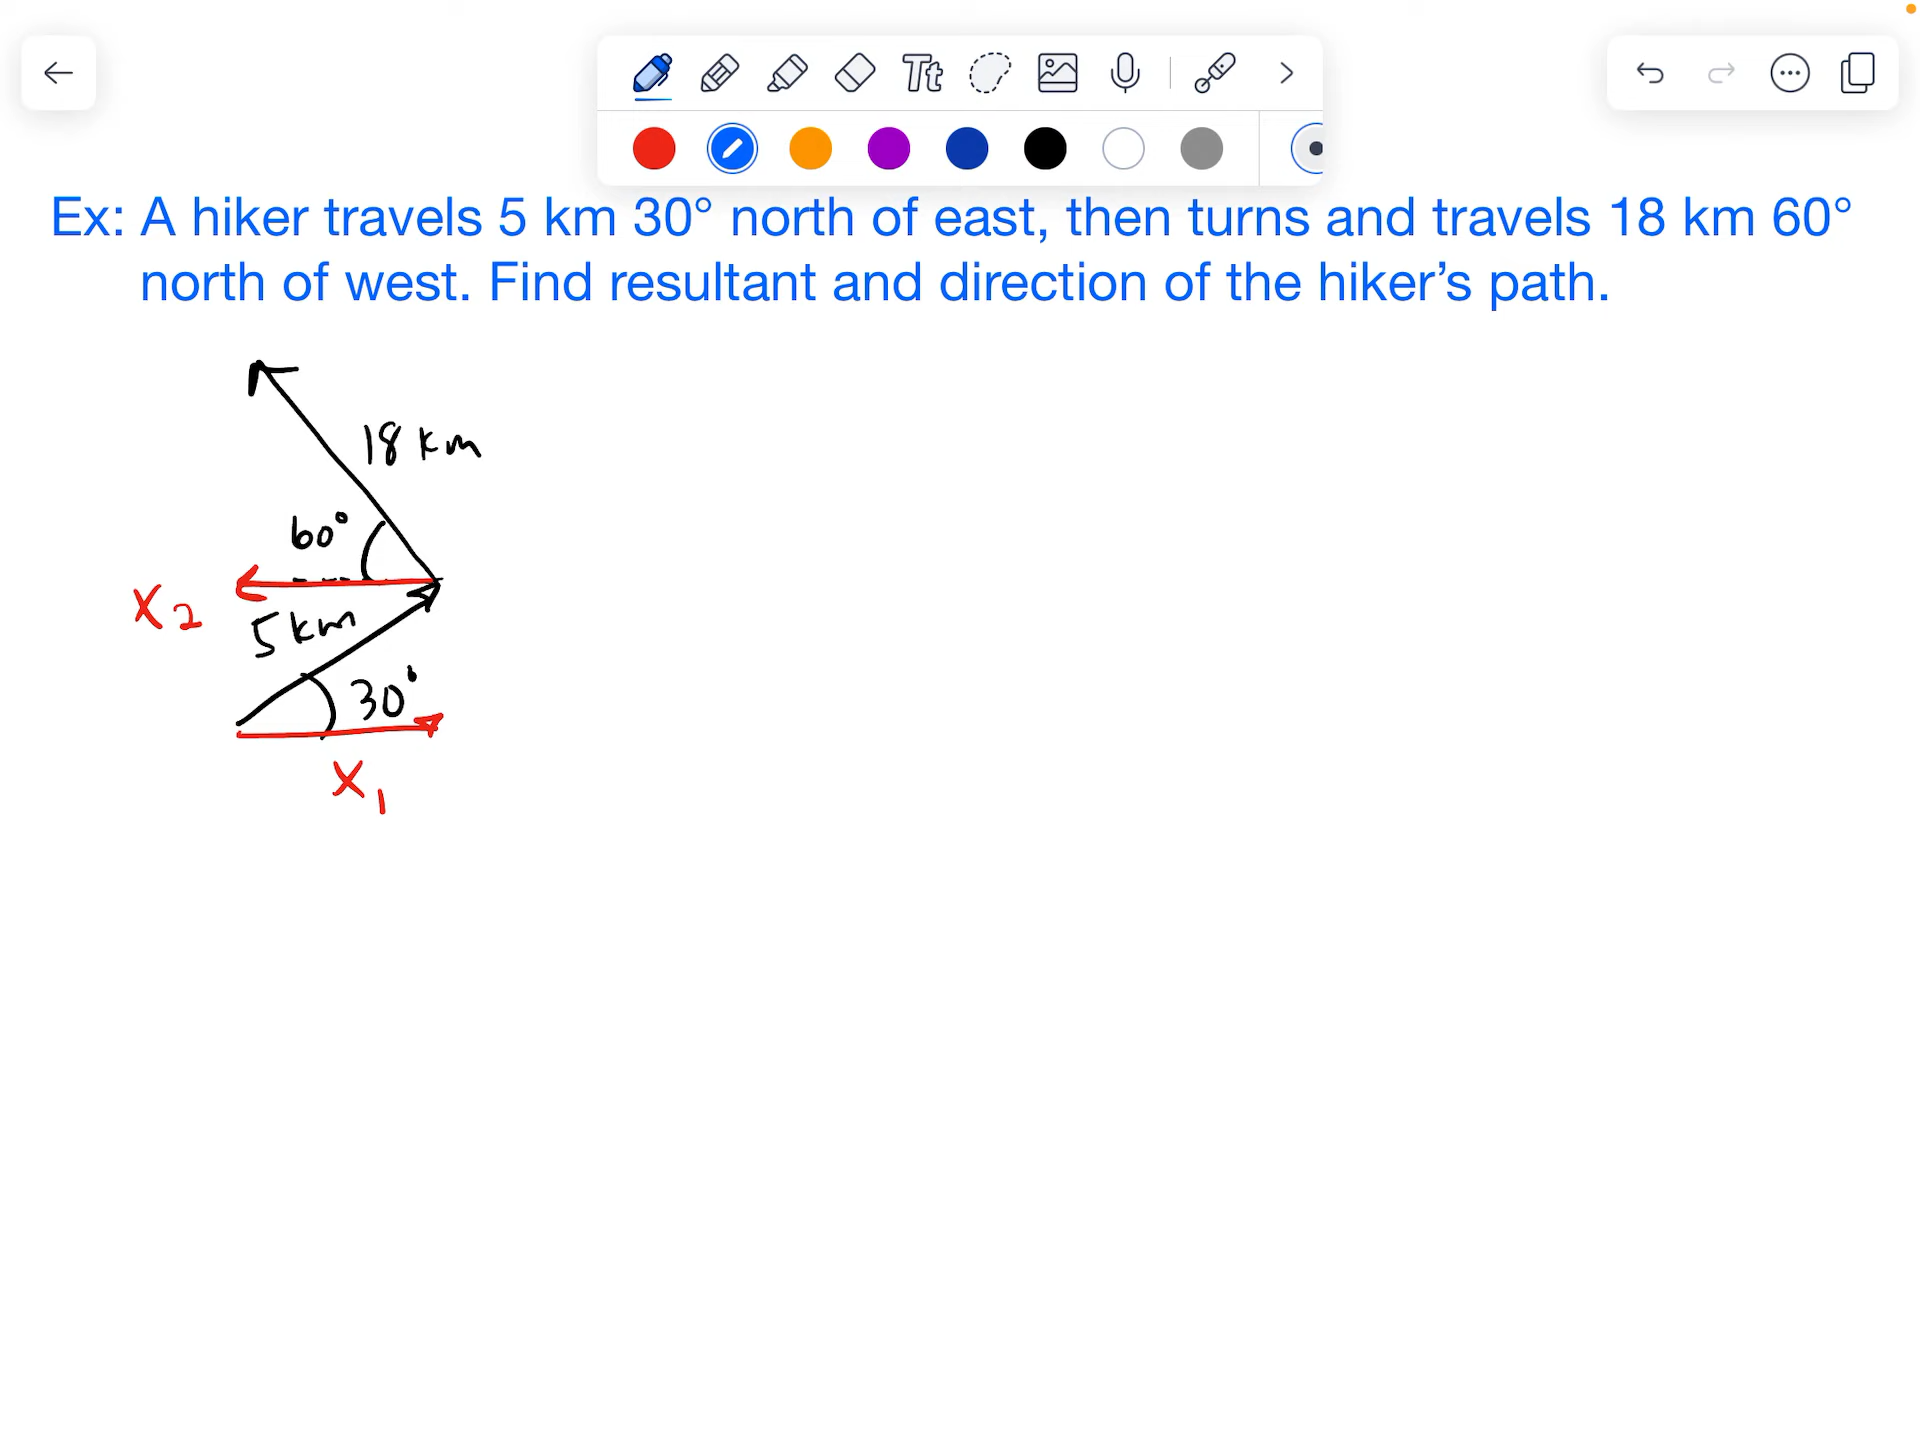 Tt
Ex: A hiker travels 5 km 30° north of east, then turns and travels 18 km 60°
north of west. Find resultant and direction of the hiker’s path.
18 km
60°
X₂
5 km
30°
X₁